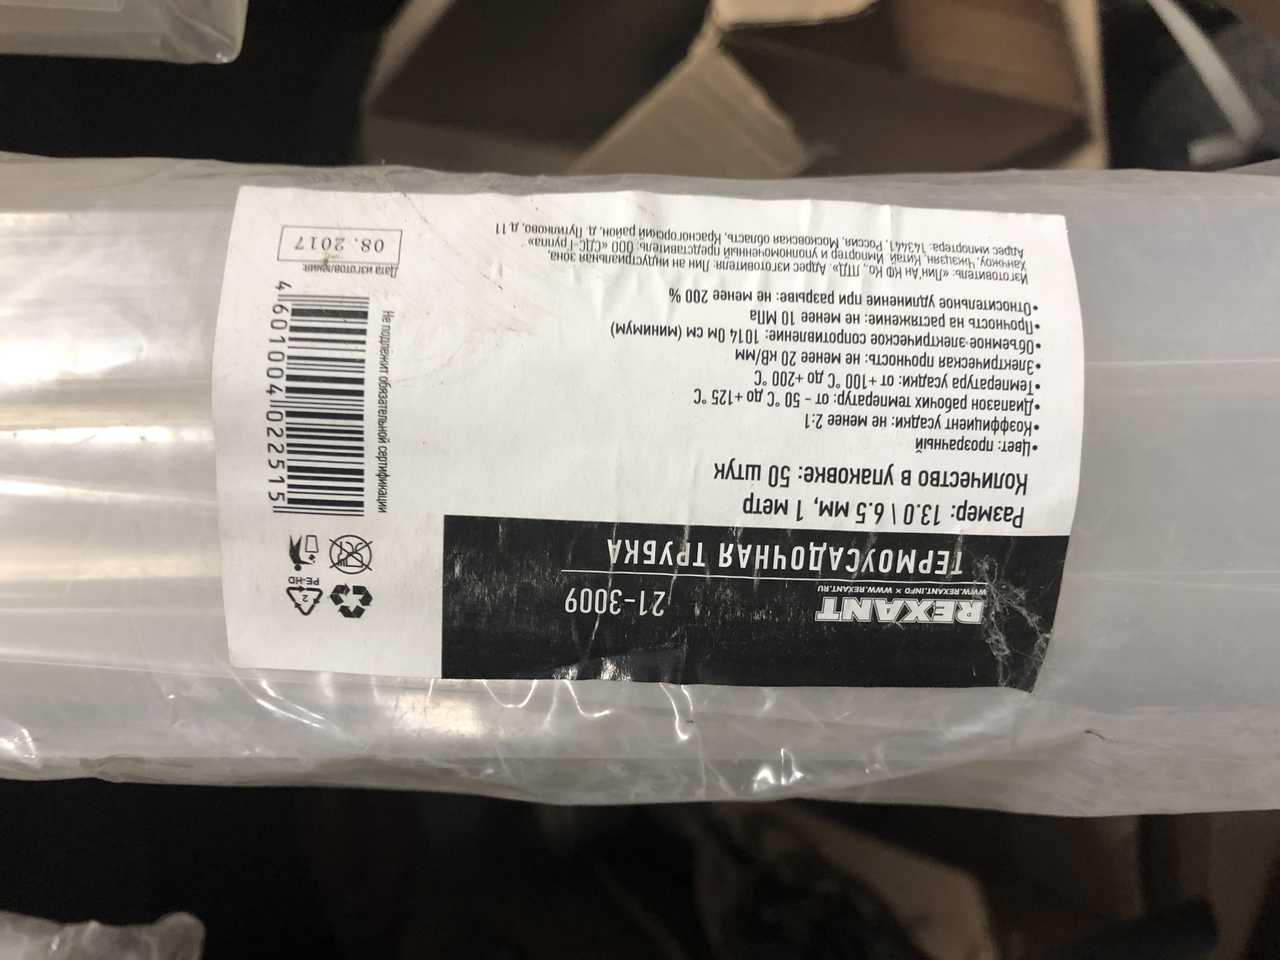 REXANT
WWW.REXANT.INFO × WWW.REXANT.RU
21-3009
ТЕРМОУСАДОЧНАЯ ТРУБКА
Размер: 13.0 \ 6.5 мм, 1 метр
Количество в упаковке: 50 штук
•Цвет: прозрачный
•Коэффициент усадки: не менее 2:1
•Диапазон рабочих температур: от - 50 °С до +125 °С
•Температура усадки: от +100 °С до +200 °С
•Электрическая прочность: не менее 20 кВ/мм
•Объемное электрическое сопротивление: 1014 Ом см (минимум)
•Прочность на растяжение: не менее 10 МПа
•Относительное удлинение при разрыве: не менее 200 %
Изготовитель: «Лин'Ан КФ Ко., ЛТД». Адрес изготовителя: Лин ан индустриальная зона,
Ханчжоу, Чжэцзян, Китай. Импортер и уполномоченный представитель: ООО «СДС-Группа»
Адрес импортера: 143441, Россия, Московская область, Красногорский район, д. Путилково, д.11
2
PE-HD
Не подлежит обязательной сертификации
4 601004 022515
Дата изготовления:
08. 2017